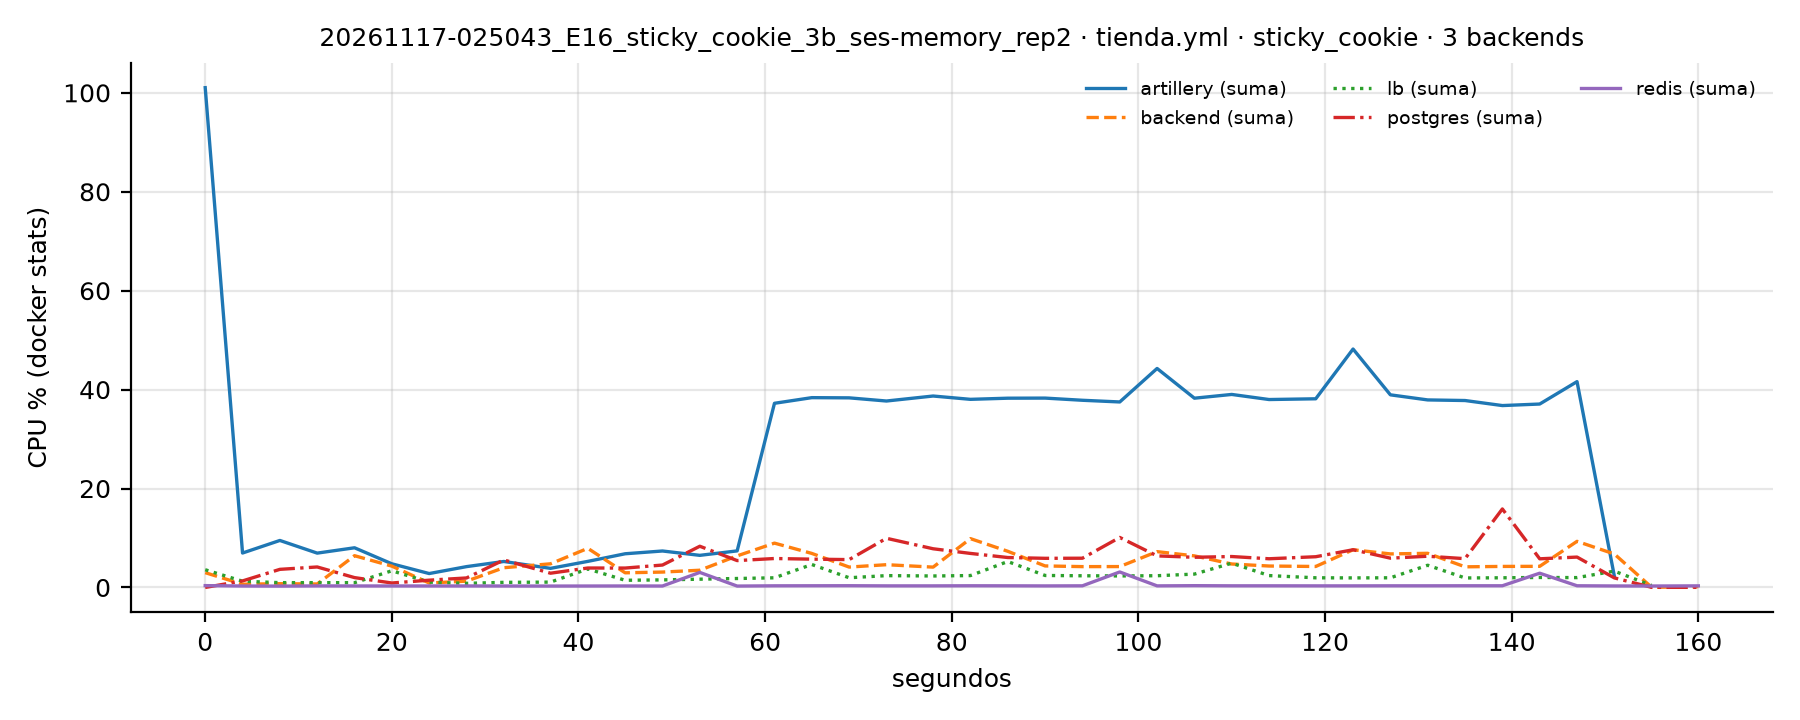 20261117-025043_E16_sticky_cookie_3b_ses-memory_rep2 · tienda.yml · sticky_cookie · 3 backends
artillery (suma)
backend (suma)
lb (suma)
postgres (suma)
redis (suma)
CPU % (docker stats)
100
80
60
40
20
0
0 20 40 60 80 100 120 140 160
segundos